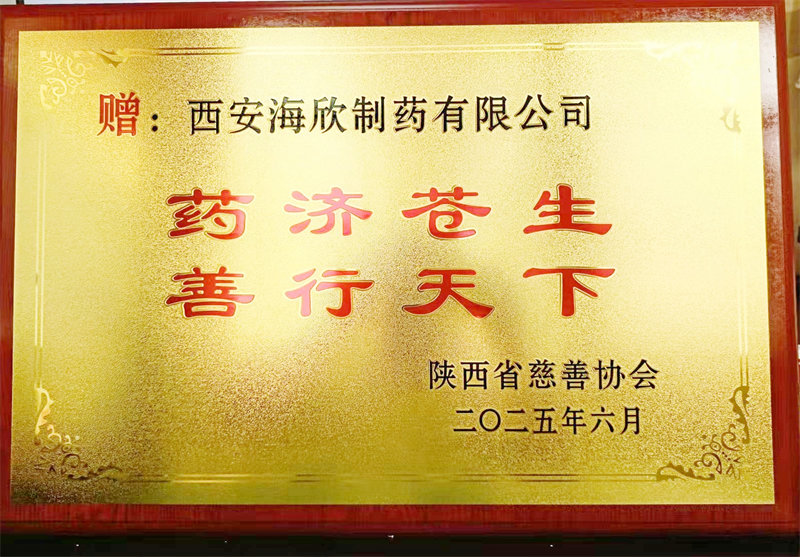 赠：西安海欣制药有限公司
药济苍生
善行天下
陕西省慈善协会
二〇二五年六月